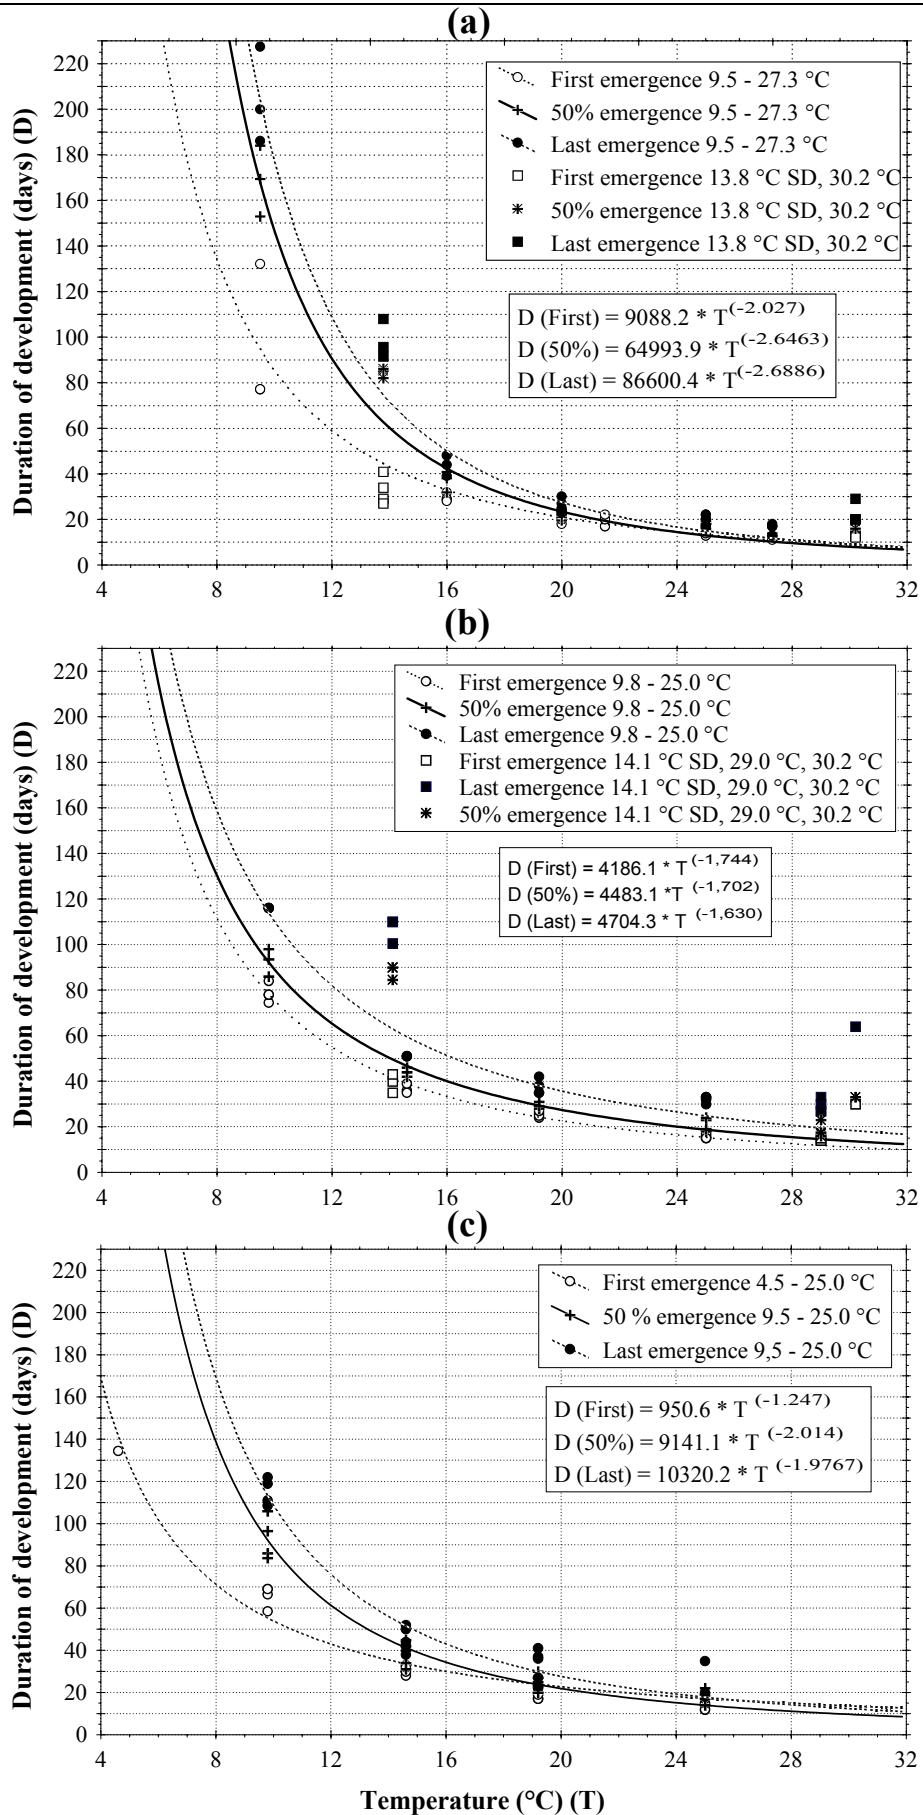 (a)
Duration of development (days) (D)
220
200
180
160
140
120
100
80
60
40
20
0
First emergence 9.5 - 27.3 °C
50% emergence 9.5 - 27.3 °C
Last emergence 9.5 - 27.3 °C
First emergence 13.8 °C SD, 30.2 °C
50% emergence 13.8 °C SD, 30.2 °C
Last emergence 13.8 °C SD, 30.2 °C
D (First) = 9088.2 * T(-2.027)
D (50%) = 64993.9 * T(-2.6463)
D (Last) = 86600.4 * T(-2.6886)
4 8 12 16 20 24 28 32
(b)
Duration of development (days) (D)
220
200
180
160
140
120
100
80
60
40
20
0
First emergence 9.8 - 25.0 °C
50% emergence 9.8 - 25.0 °C
Last emergence 9.8 - 25.0 °C
First emergence 14.1 °C SD, 29.0 °C, 30.2 °C
Last emergence 14.1 °C SD, 29.0 °C, 30.2 °C
50% emergence 14.1 °C SD, 29.0 °C, 30.2 °C
D (First) = 4186.1 * T (-1,744)
D (50%) = 4483.1 *T (-1,702)
D (Last) = 4704.3 * T (-1,630)
4 8 12 16 20 24 28 32
(c)
Duration of development (days) (D)
220
200
180
160
140
120
100
80
60
40
20
0
First emergence 4.5 - 25.0 °C
50 % emergence 9.5 - 25.0 °C
Last emergence 9,5 - 25.0 °C
D (First) = 950.6 * T (-1.247)
D (50%) = 9141.1 * T (-2.014)
D (Last) = 10320.2 * T (-1.9767)
4 8 12 16 20 24 28 32
Temperature (°C) (T)